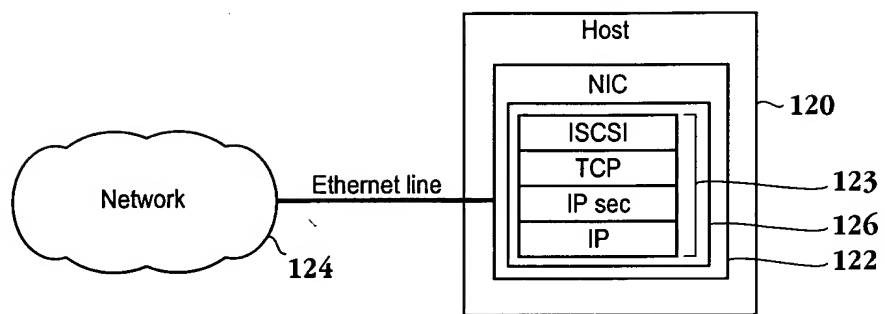 Host
NIC
120
ISCSI
TCP
123
Ethernet line
Network
IP sec
126
IP
122
124